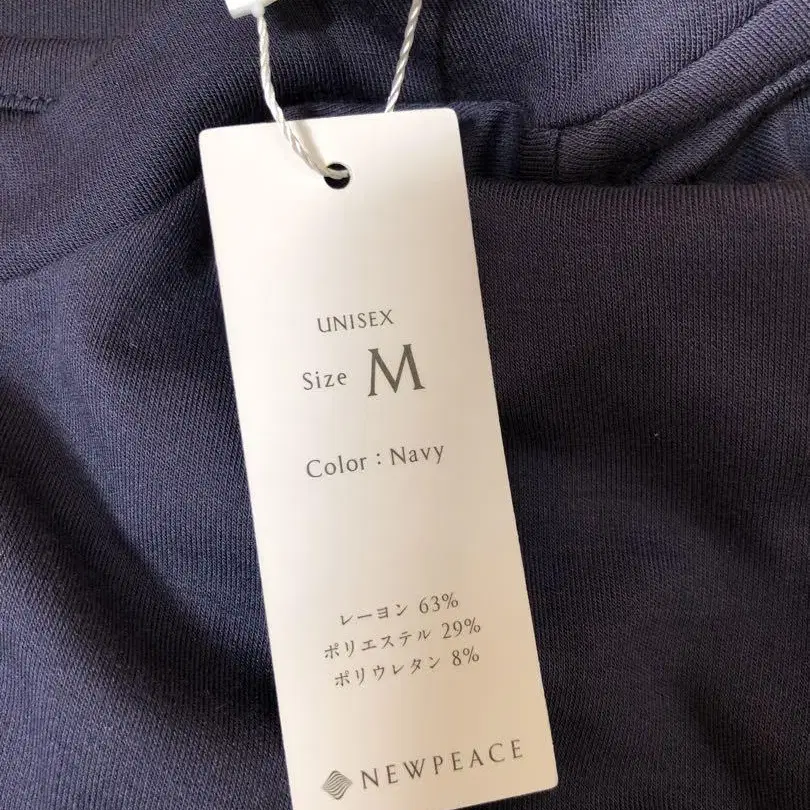 UNISEX
Size M
Color : Navy
レーヨン 63%
ポリエステル 29%
ポリウレタン 8%
NEWPEACE